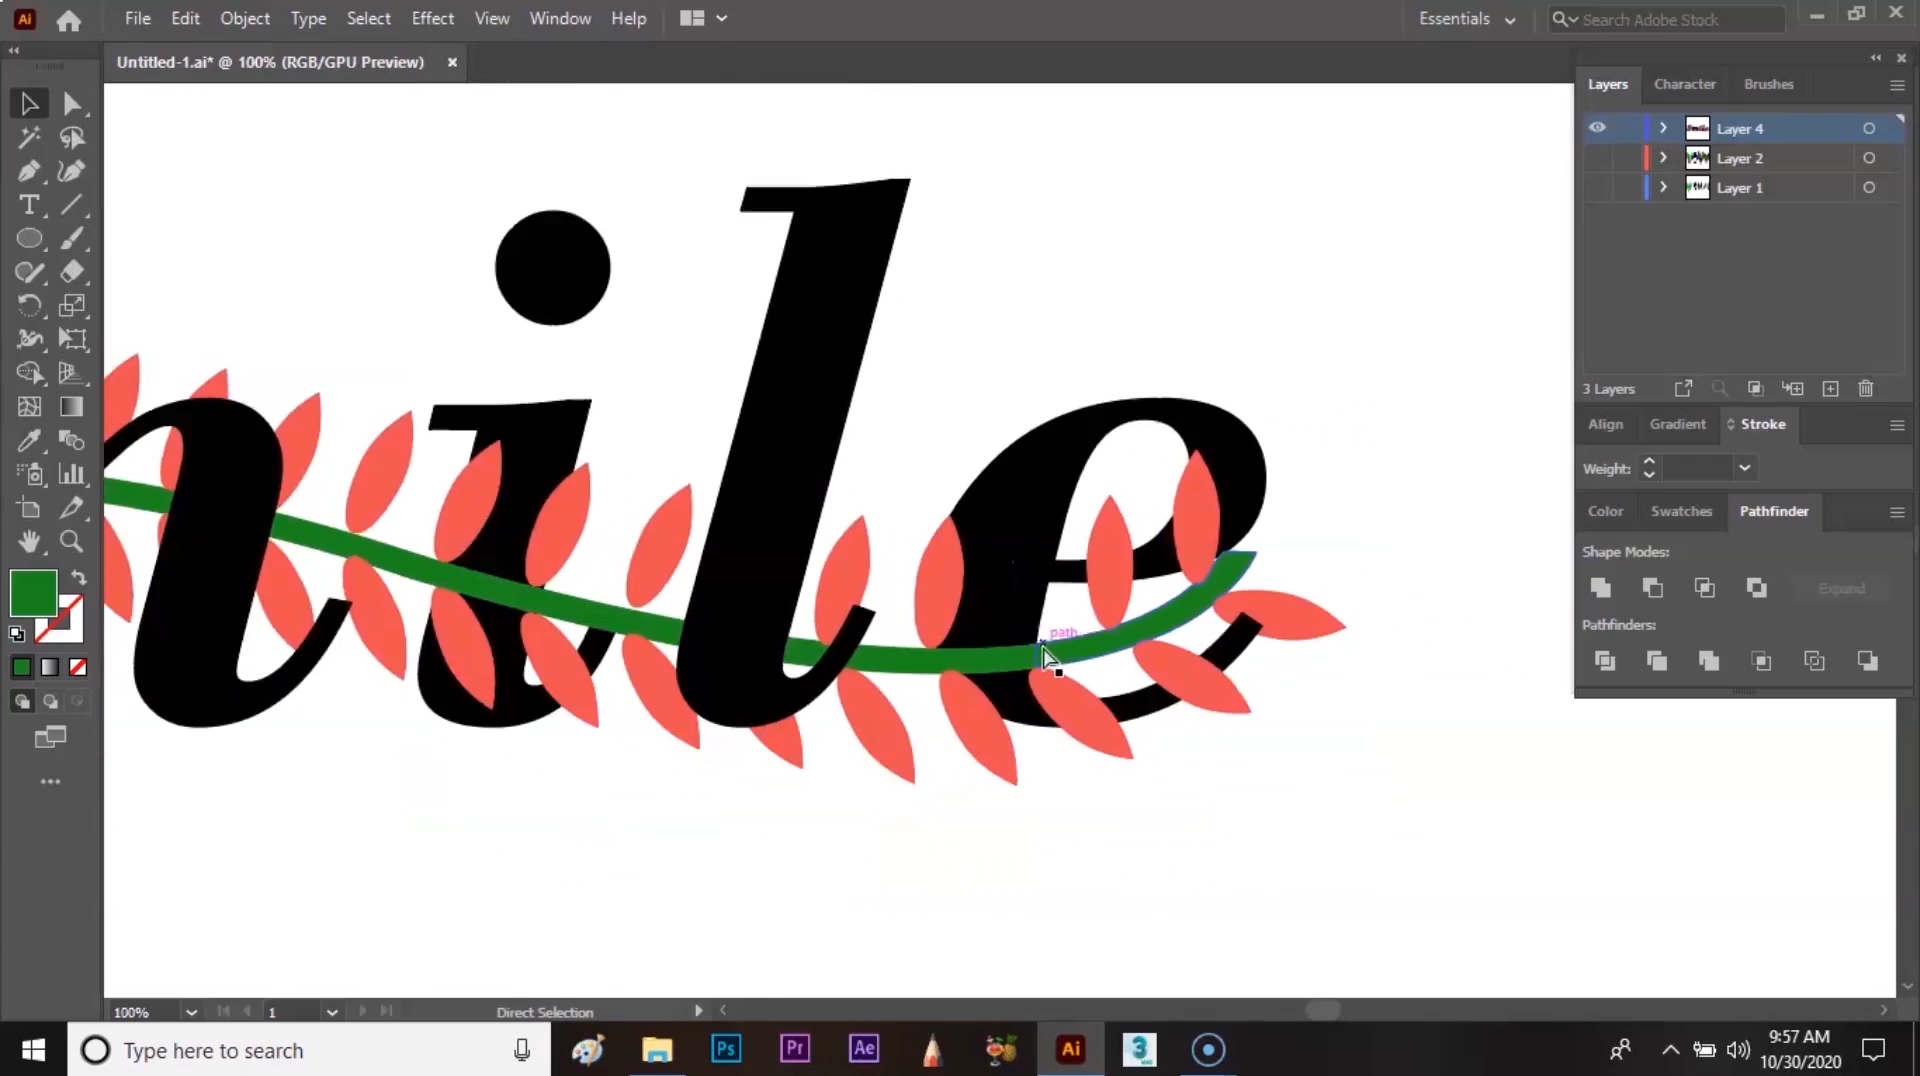 Ai File Edit Object Type Select Effect View Window Help Essentials Search Adobe Stock
Untitled-1.ai* @ 100% (RGB/GPU Preview)
Layers Character Brushes
Layer 4
Layer 2
Layer 1
3 Layers
Align Gradient Stroke
Weight:
Color Swatches Pathfinder
Shape Modes:
Expand
Pathfinders:
ile
path
100% 1 Direct Selection
Type here to search Ps Pr Ae Ai 3 9:57 AM
10/30/2020